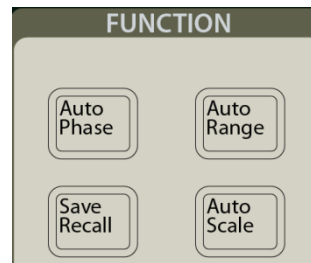 FUNCTION
Auto
Phase
Auto
Range
Save
Recall
Auto
Scale